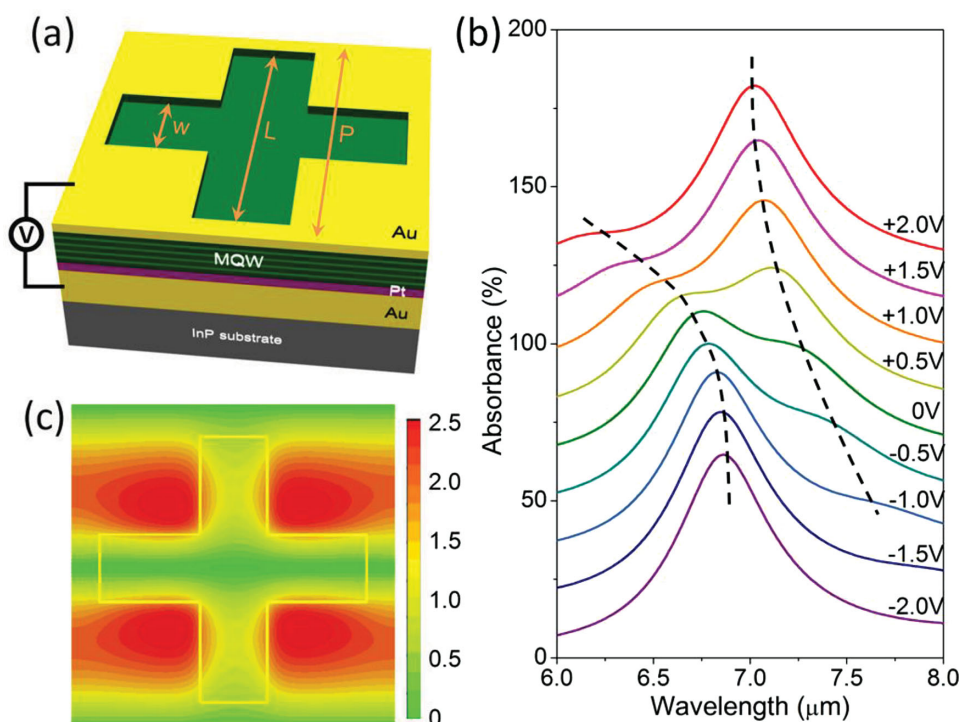 (a)
w
L
P
V
Au
MQW
Pt
Au
InP substrate
(b)
200
150
100
50
0
Absorbance (%)
6.0
6.5
7.0
7.5
8.0
Wavelength (μm)
+2.0V
+1.5V
+1.0V
+0.5V
0V
-0.5V
-1.0V
-1.5V
-2.0V
(c)
2.5
2.0
1.5
1.0
0.5
0